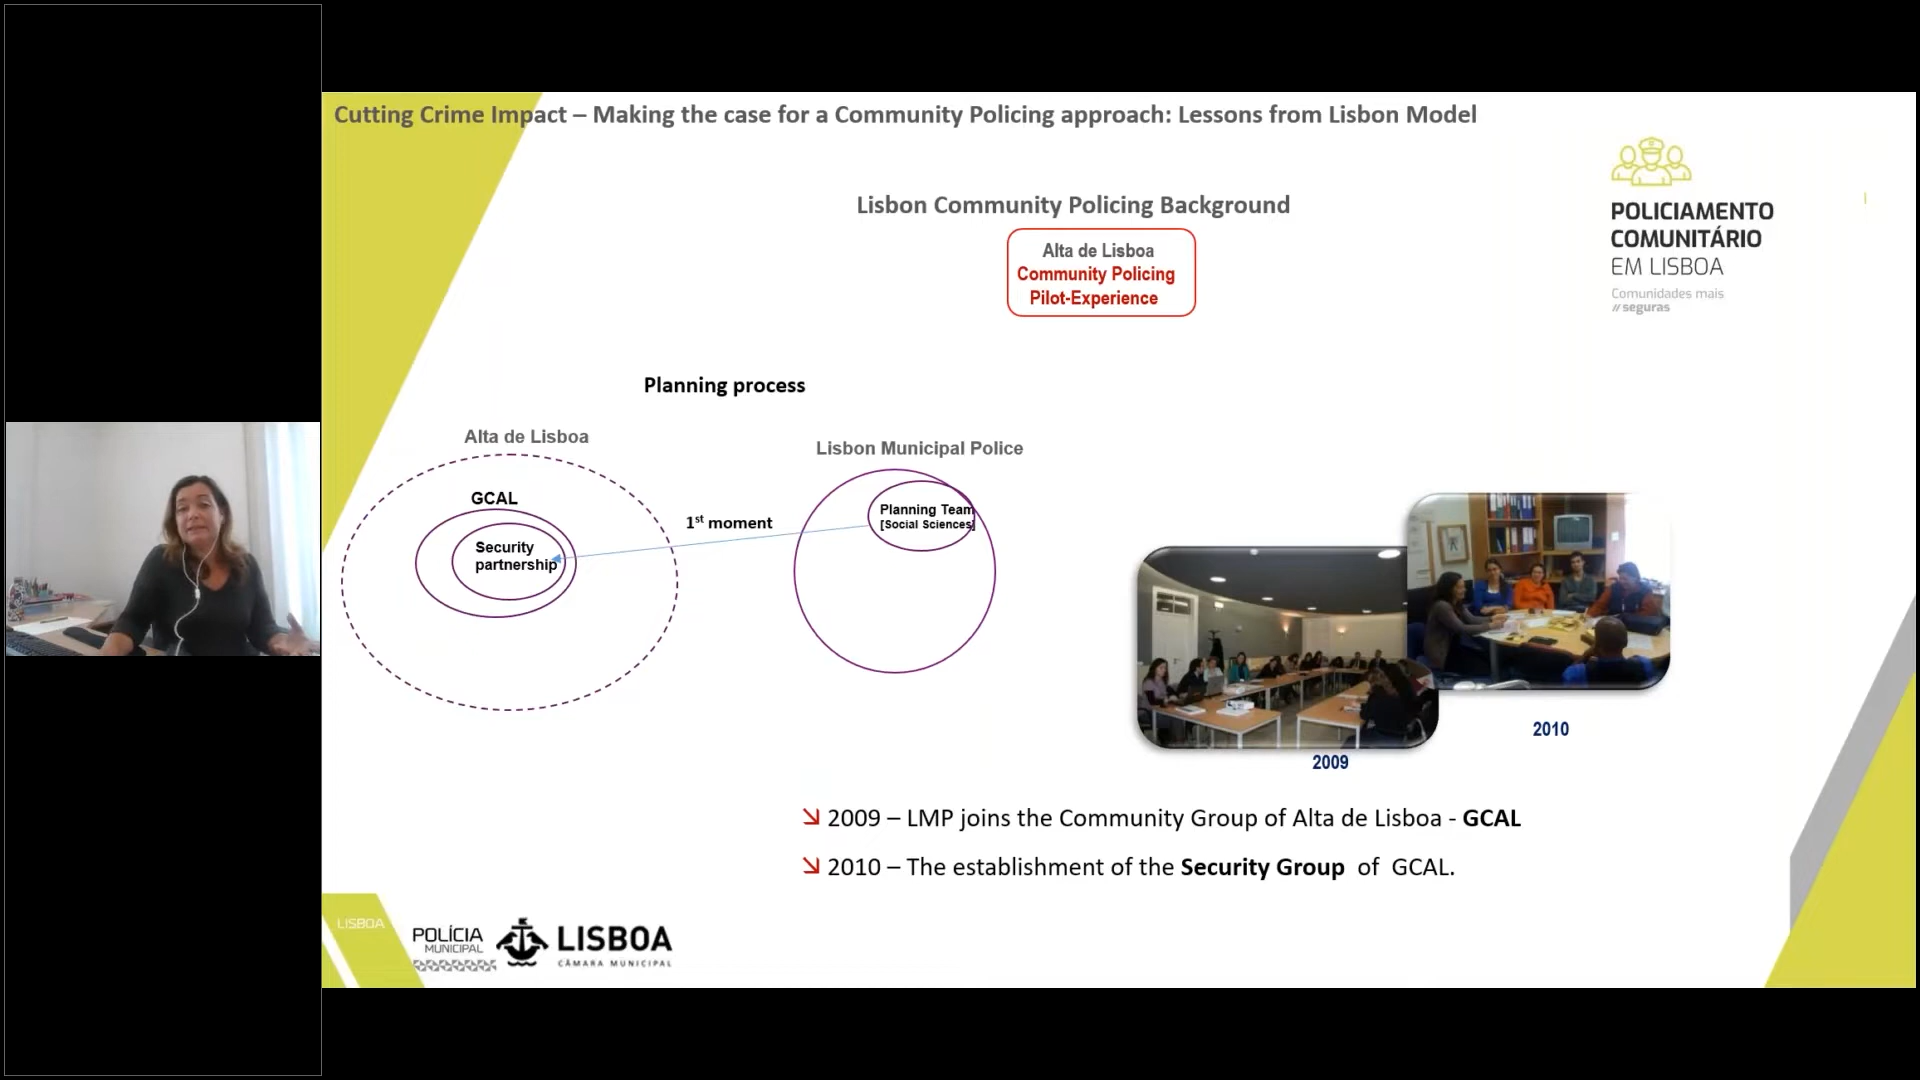 Cutting Crime Impact – Making the case for a Community Policing approach: Lessons from Lisbon Model
POLICIAMENTO
COMUNITÁRIO
EM LISBOA
Comunidades mais
//seguras
Lisbon Community Policing Background
Alta de Lisboa
Community Policing
Pilot-Experience
Planning process
Alta de Lisboa
Lisbon Municipal Police
GCAL
Security
partnership
1st moment
Planning Team
[Social Sciences]
2010
2009
2009 – LMP joins the Community Group of Alta de Lisboa - GCAL
2010 – The establishment of the Security Group of GCAL.
LISBOA
POLÍCIA
MUNICIPAL
LISBOA
CÂMARA MUNICIPAL